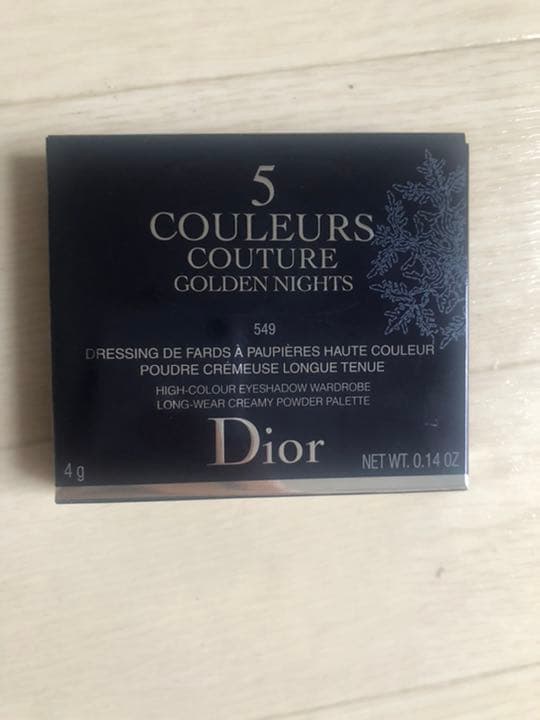 5
COULEURS
COUTURE
GOLDEN NIGHTS
549
DRESSING DE FARDS À PAUPIÈRES HAUTE COULEUR
POUDRE CRÉMEUSE LONGUE TENUE
HIGH-COLOUR EYESHADOW WARDROBE
LONG-WEAR CREAMY POWDER PALETTE
Dior
4 g
NET WT. 0.14 OZ